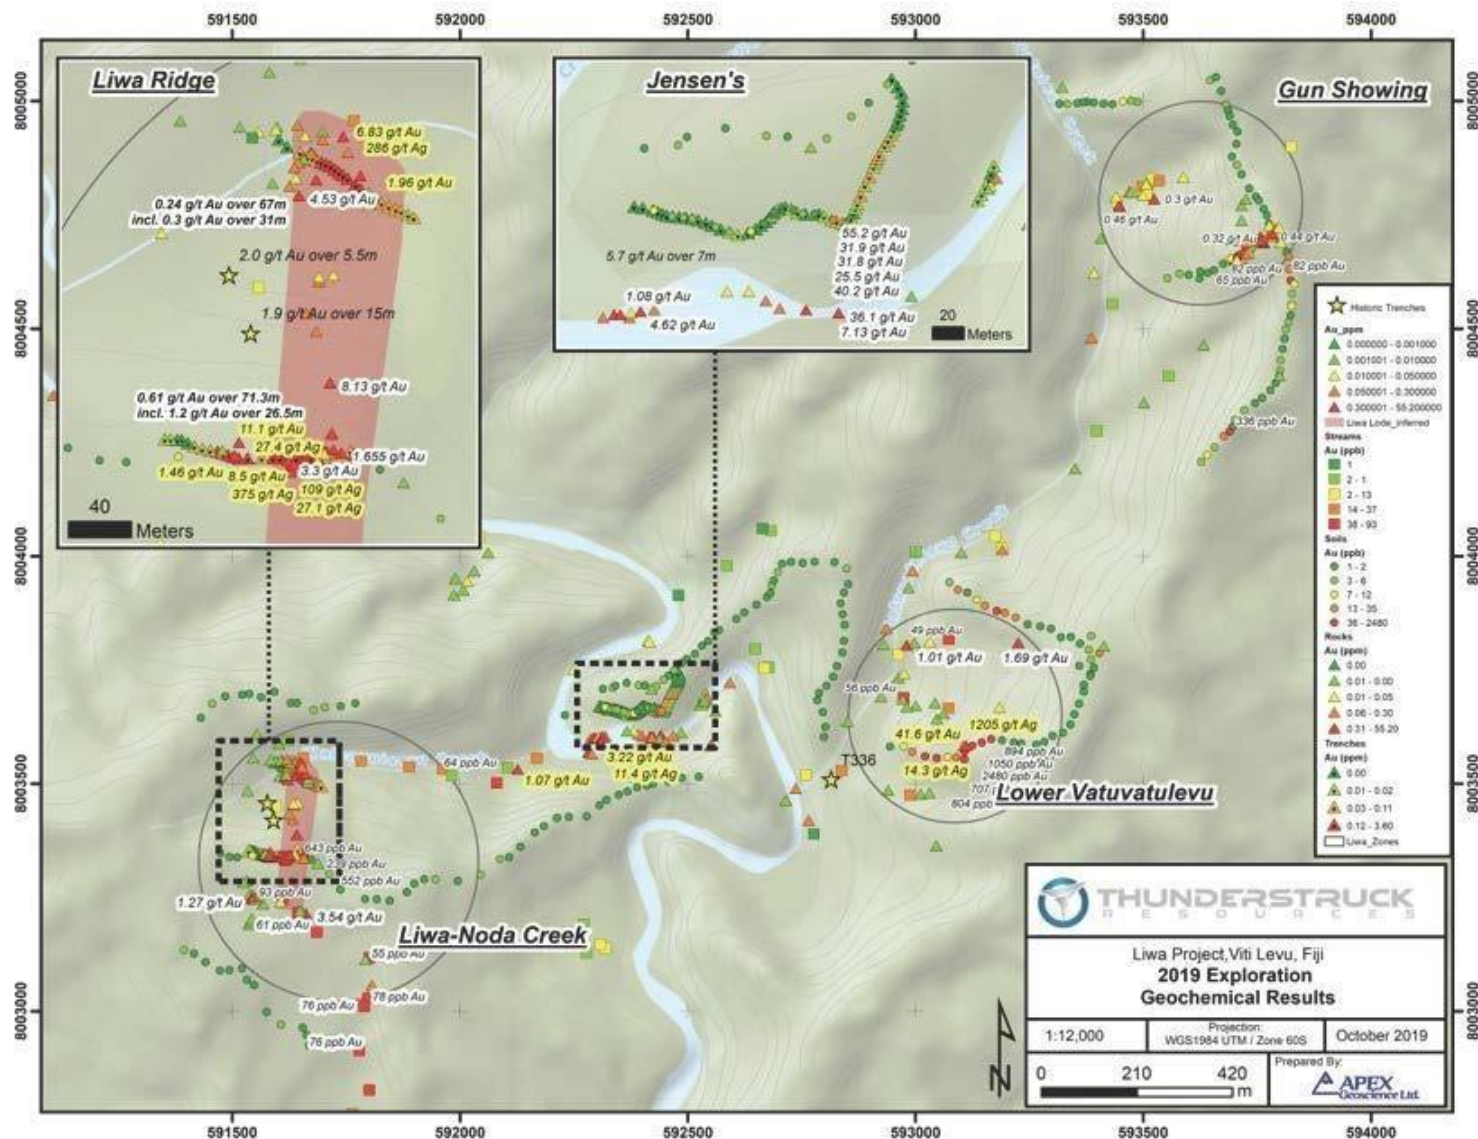 591500 592000 592500 593000 593500 594000
8005000
8004500
8004000
8003500
8003000
Liwa Ridge
6.83 g/t Au
286 g/t Ag
1.96 g/t Au
4.53 g/t Au
0.24 g/t Au over 67m
incl. 0.3 g/t Au over 31m
2.0 g/t Au over 5.5m
1.9 g/t Au over 15m
8.13 g/t Au
0.61 g/t Au over 71.3m
incl. 1.2 g/t Au over 26.5m
11.1 g/t Au
27.4 g/t Ag
1.655 g/t Au
1.46 g/t Au
8.5 g/t Au
3.3 g/t Au
375 g/t Ag
109 g/t Ag
27.1 g/t Ag
40
Meters
Jensen's
55.2 g/t Au
31.9 g/t Au
31.8 g/t Au
25.5 g/t Au
40.2 g/t Au
5.7 g/t Au over 7m
1.08 g/t Au
4.62 g/t Au
36.1 g/t Au
7.13 g/t Au
20
Meters
Gun Showing
0.46 g/t Au
0.3 g/t Au
0.32 g/t Au
0.44 g/t Au
62 ppb Au
82 ppb Au
65 ppb Au
336 ppb Au
Historic Trenches
Au_ppm
0.000000 - 0.001000
0.001001 - 0.010000
0.010001 - 0.050000
0.050001 - 0.300000
0.300001 - 55.200000
Liwa Lode_inferred
Streams
Au (ppb)
1
2 - 1
2 - 13
14 - 37
38 - 93
Soils
Au (ppb)
1 - 2
3 - 6
7 - 12
13 - 35
36 - 2480
Rocks
Au (ppm)
0.00
0.01 - 0.00
0.01 - 0.05
0.06 - 0.30
0.31 - 55.20
Trenches
Au (ppm)
0.00
0.01 - 0.02
0.03 - 0.11
0.12 - 3.60
Liwa_Zones
49 ppb Au
1.01 g/t Au
1.69 g/t Au
56 ppb Au
1205 g/t Ag
41.6 g/t Au
894 ppb Au
1050 ppb Au
14.3 g/t Ag
2480 ppb Au
707
804 ppb
Lower Vatuvatulevu
T336
64 ppb Au
1.07 g/t Au
3.22 g/t Au
11.4 g/t Ag
643 ppb Au
239 ppb Au
552 ppb Au
93 ppb Au
1.27 g/t Au
3.54 g/t Au
61 ppb Au
Liwa-Noda Creek
55 ppb Au
78 ppb Au
76 ppb Au
76 ppb Au
N
THUNDERSTRUCK
RESOURCES
Liwa Project,Viti Levu, Fiji
2019 Exploration
Geochemical Results
1:12,000
Projection:
WGS1984 UTM / Zone 60S
October 2019
0 210 420
m
Prepared By:
APEX
Geoscience Ltd.
591500 592000 592500 593000 593500 594000
8005000
8004500
8004000
8003500
8003000